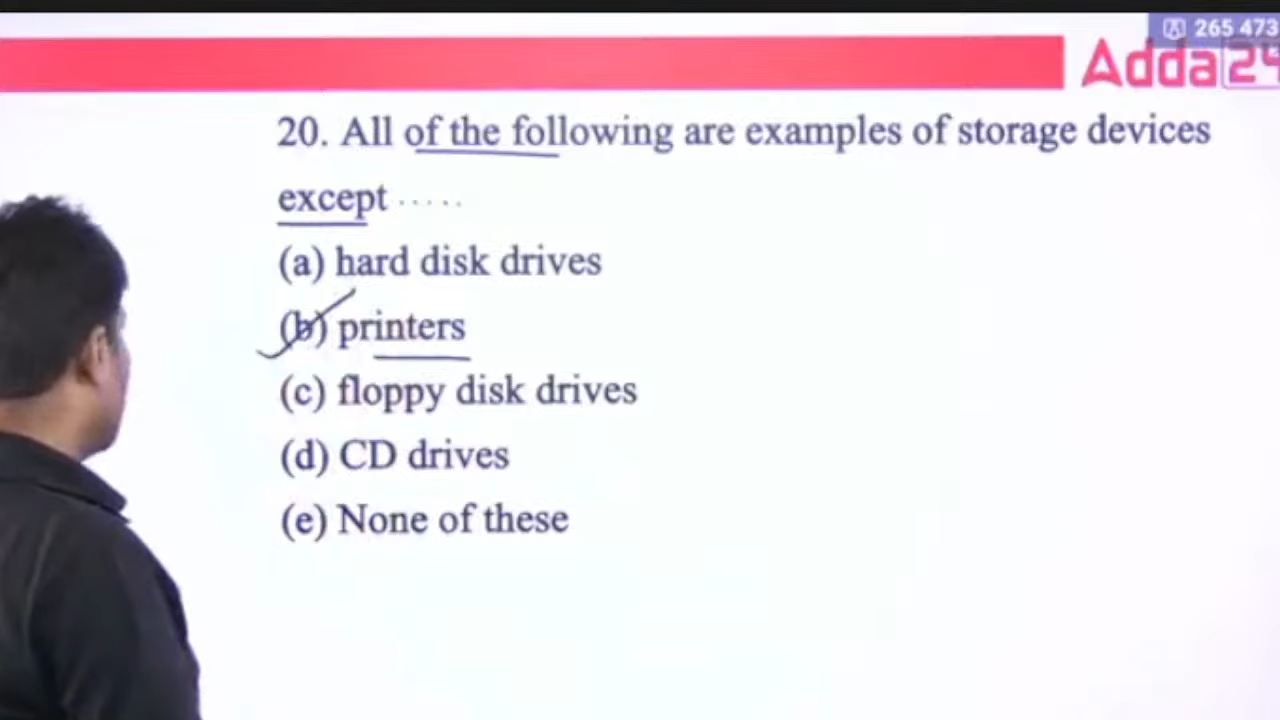 265 473
Adda24
20. All of the following are examples of storage devices
except .....
(a) hard disk drives
(b) printers
(c) floppy disk drives
(d) CD drives
(e) None of these